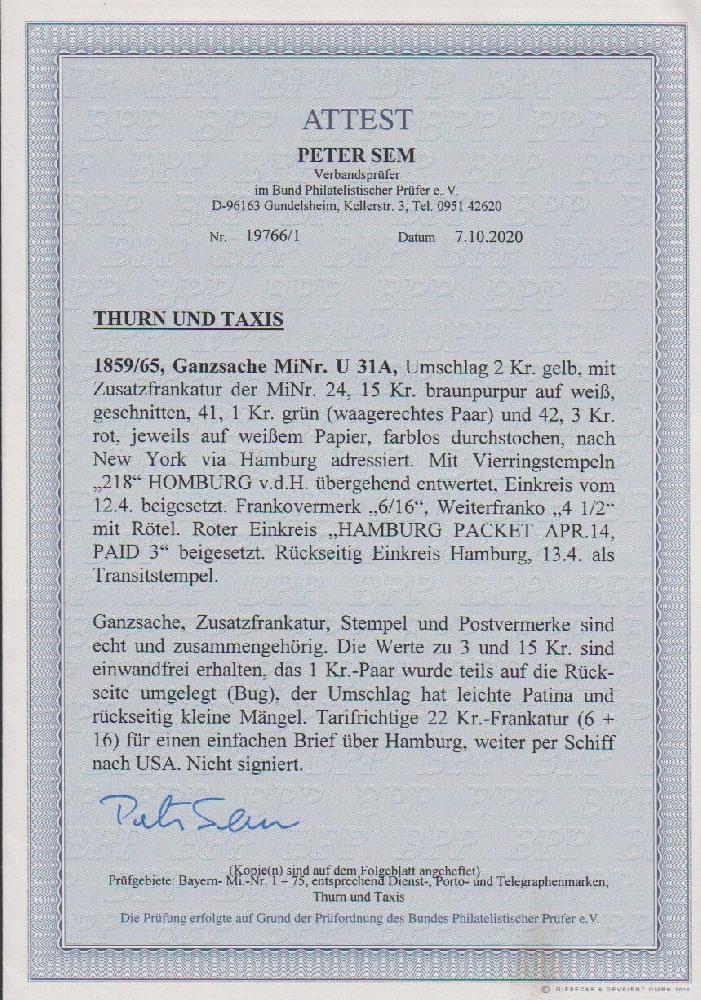 ATTEST
PETER SEM
Verbandsprüfer
im Bund Philatelistischer Prüfer e. V.
D-96163 Gundelsheim, Kellerstr. 3, Tel. 0951 42620
Nr. 19766/1 Datum 7.10.2020
THURN UND TAXIS
1859/65, Ganzsache MiNr. U 31A, Umschlag 2 Kr. gelb, mit
Zusatzfrankatur der MiNr. 24, 15 Kr. braunpurpur auf weiß,
geschnitten, 41, 1 Kr. grün (waagerechtes Paar) und 42, 3 Kr.
rot, jeweils auf weißem Papier, farblos durchstochen, nach
New York via Hamburg adressiert. Mit Vierringstempeln
„218“ HOMBURG v.d.H. übergehend entwertet, Einkreis vom
12.4. beigesetzt. Frankovermerk „6/16“, Weiterfranko „4 1/2“
mit Rötel. Roter Einkreis „HAMBURG PACKET APR.14,
PAID 3“ beigesetzt. Rückseitig Einkreis Hamburg, 13.4. als
Transitstempel.
Ganzsache, Zusatzfrankatur, Stempel und Postvermerke sind
echt und zusammengehörig. Die Werte zu 3 und 15 Kr. sind
einwandfrei erhalten, das 1 Kr.-Paar wurde teils auf die Rück-
seite umgelegt (Bug), der Umschlag hat leichte Patina und
rückseitig kleine Mängel. Tarifrichtige 22 Kr.-Frankatur (6 +
16) für einen einfachen Brief über Hamburg, weiter per Schiff
nach USA. Nicht signiert.
Peter Sem
(Kopie(n) sind auf dem Folgeblatt angeheftet)
Prüfgebiete: Bayern- Mi.-Nr. 1 – 75, entsprechend Dienst-, Porto- und Telegraphenmarken,
Thurn und Taxis
Die Prüfung erfolgte auf Grund der Prüfordnung des Bundes Philatelistischer Prüfer e.V.
© GIESECKE & DEVRIENT GMBH